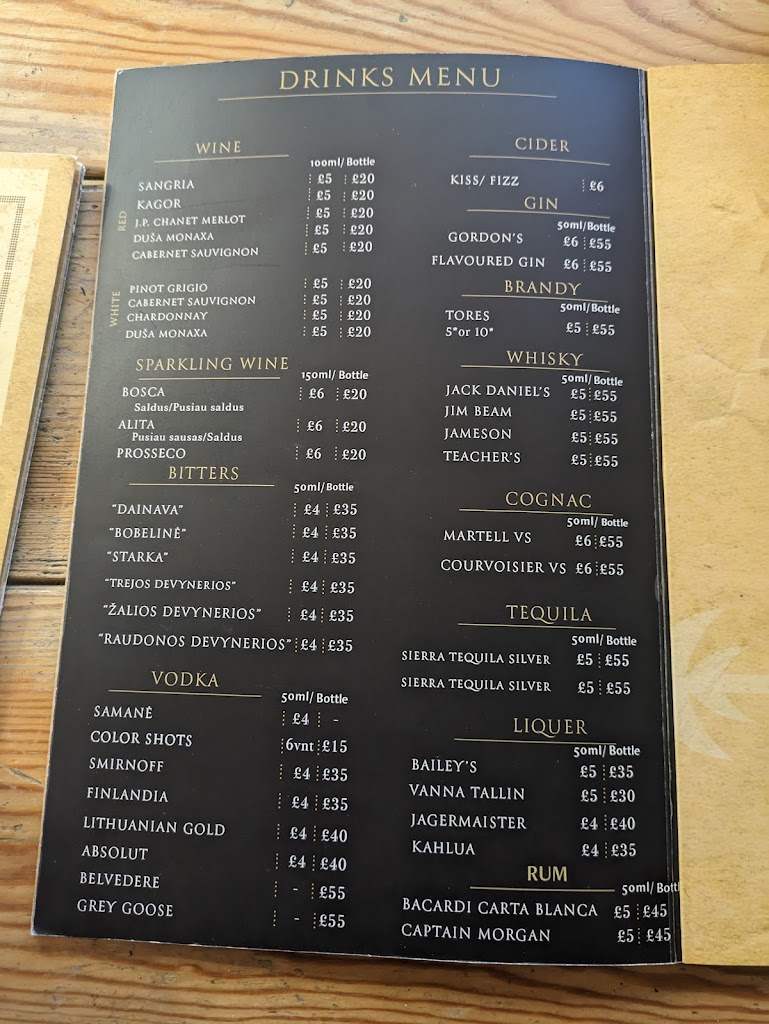 DRINKS MENU
WINE
100ml/Bottle
RED
SANGRIA £5 £20
KAGOR £5 £20
J.P. CHANET MERLOT £5 £20
DUŠA MONAXA £5 £20
CABERNET SAUVIGNON £5 £20
WHITE
PINOT GRIGIO £5 £20
CABERNET SAUVIGNON £5 £20
CHARDONNAY £5 £20
DUŠA MONAXA £5 £20
SPARKLING WINE
150ml/Bottle
BOSCA £6 £20
Saldus/Pusiau saldus
ALITA £6 £20
Pusiau sausas/Saldus
PROSSECO £6 £20
BITTERS
50ml/Bottle
"DAINAVA" £4 £35
"BOBELINĖ" £4 £35
"STARKA" £4 £35
"TREJOS DEVYNERIOS" £4 £35
"ŽALIOS DEVYNERIOS" £4 £35
"RAUDONOS DEVYNERIOS" £4 £35
VODKA
50ml/Bottle
SAMANĖ £4 -
COLOR SHOTS 6vnt £15
SMIRNOFF £4 £35
FINLANDIA £4 £35
LITHUANIAN GOLD £4 £40
ABSOLUT £4 £40
BELVEDERE - £55
GREY GOOSE - £55
CIDER
KISS/ FIZZ £6
GIN
50ml/Bottle
GORDON'S £6 £55
FLAVOURED GIN £6 £55
BRANDY
50ml/Bottle
TORES £5 £55
5*or 10*
WHISKY
50ml/Bottle
JACK DANIEL'S £5 £55
JIM BEAM £5 £55
JAMESON £5 £55
TEACHER'S £5 £55
COGNAC
50ml/ Bottle
MARTELL VS £6 £55
COURVOISIER VS £6 £55
TEQUILA
50ml/Bottle
SIERRA TEQUILA SILVER £5 £55
SIERRA TEQUILA SILVER £5 £55
LIQUER
50ml/Bottle
BAILEY'S £5 £35
VANNA TALLIN £5 £30
JAGERMAISTER £4 £40
KAHLUA £4 £35
RUM
50ml/ Bottl
BACARDI CARTA BLANCA £5 £45
CAPTAIN MORGAN £5 £45